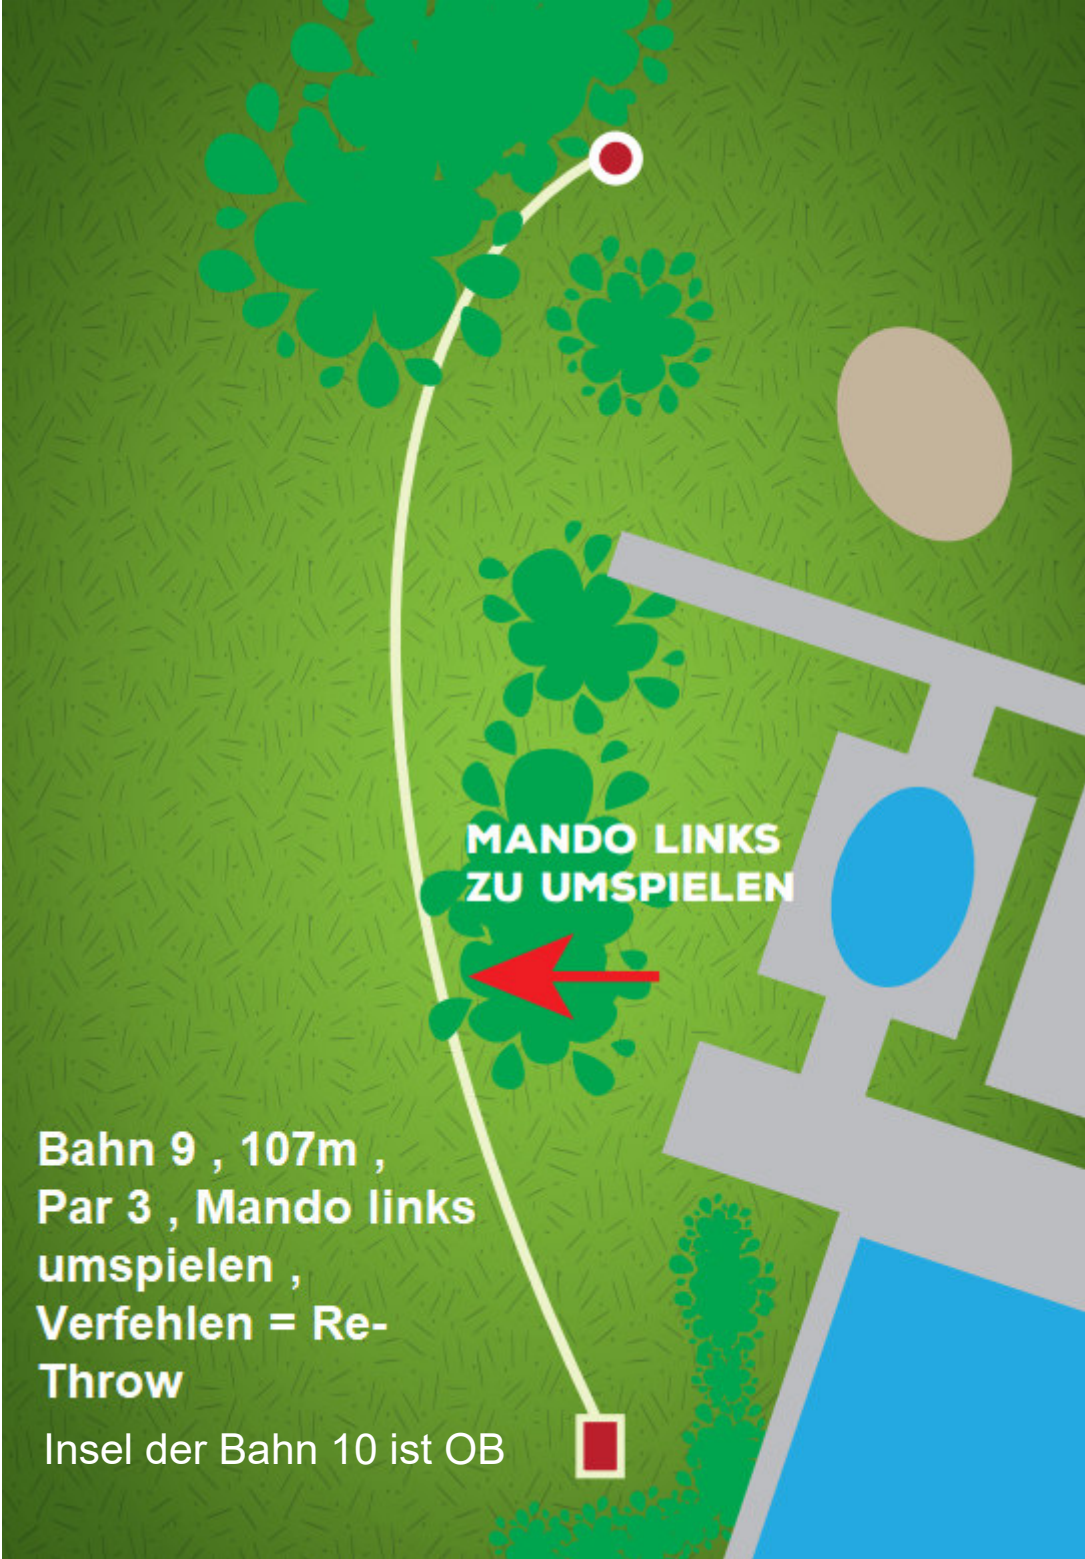 MANDO LINKS
ZU UMSPIELEN
Bahn 9 , 107m ,
Par 3 , Mando links
umspielen ,
Verfehlen = Re-
Throw
Insel der Bahn 10 ist OB